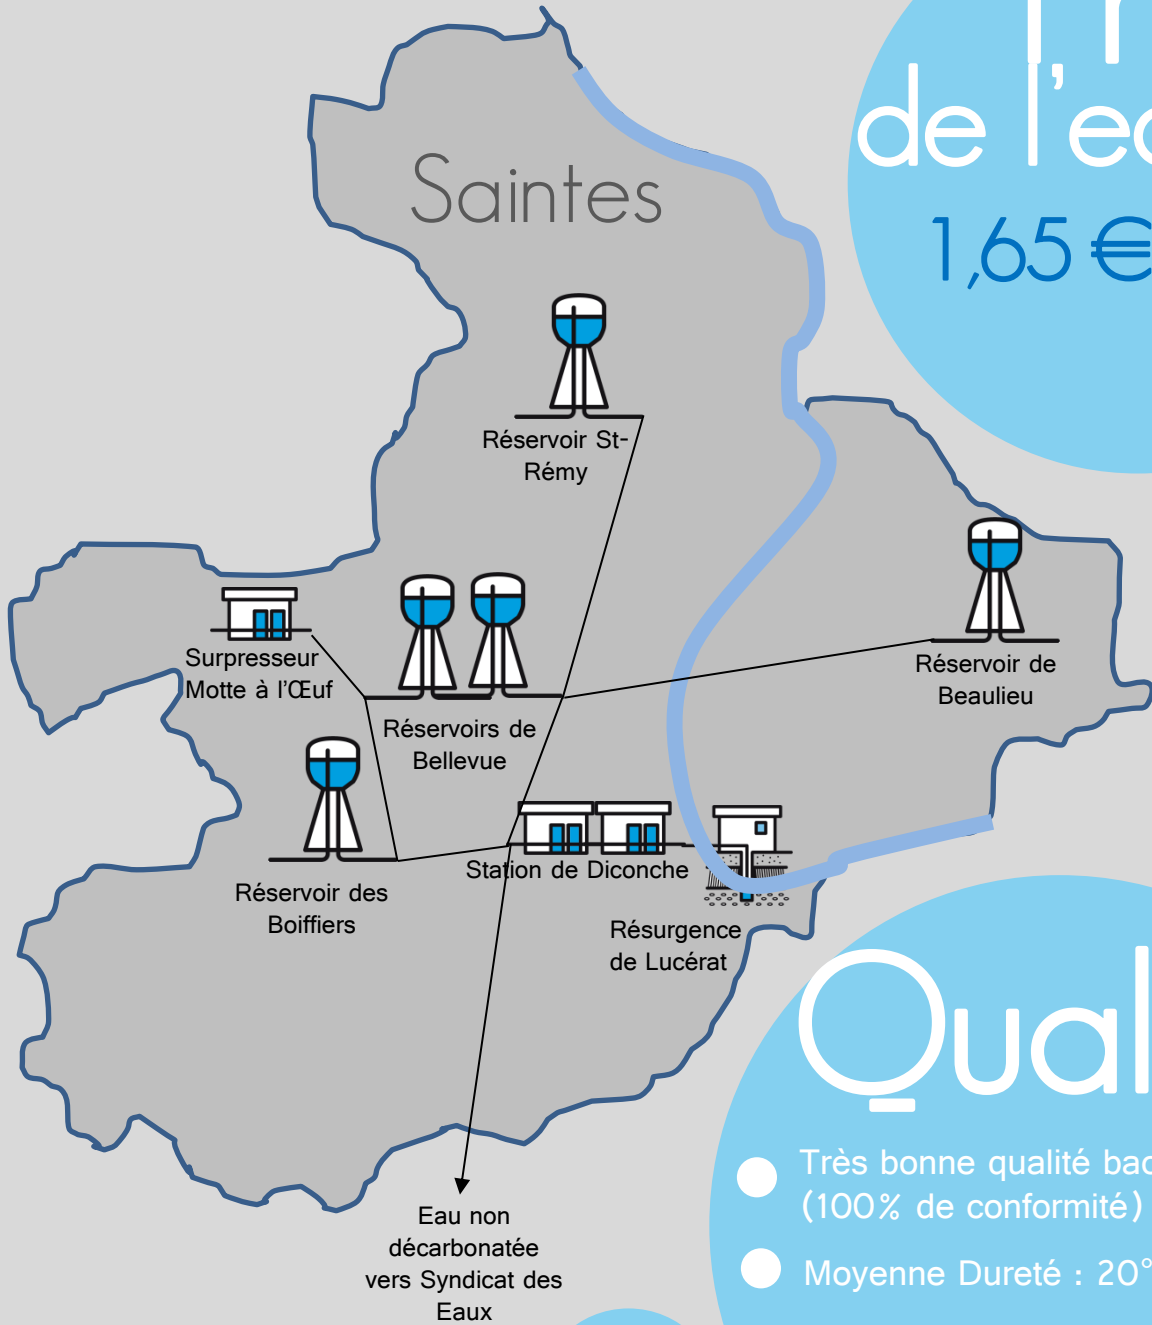 de l'ea
1,65 €
Saintes
Réservoir St-
Rémy
Surpresseur
Motte à l'Œuf
Réservoirs de
Bellevue
Réservoir de
Beaulieu
Réservoir des
Boiffiers
Station de Diconche
Résurgence
de Lucérat
Eau non
décarbonatée
vers Syndicat des
Eaux
Qual
Très bonne qualité bac
(100% de conformité)
Moyenne Dureté : 20°